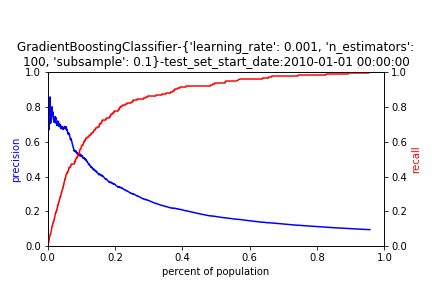 GradientBoostingClassifier-{'learning_rate': 0.001, 'n_estimators':
100, 'subsample': 0.1}-test_set_start_date:2010-01-01 00:00:00
1.0 1.0
0.8 0.8
0.6 0.6
precision recall
0.4 0.4
0.2 0.2
0.0 0.0
0.0 0.2 0.4 0.6 0.8 1.0
percent of population